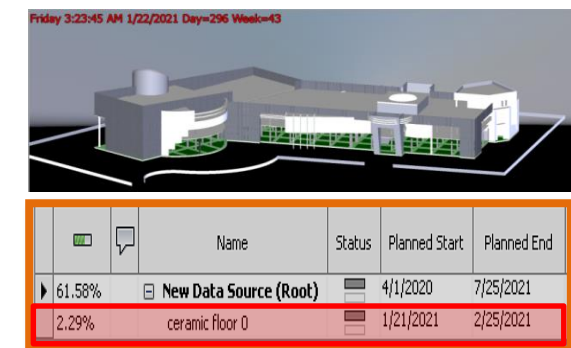 Friday 3:23:45 AM 1/22/2021 Day=296 Week=43
Name Status Planned Start Planned End
61.58% New Data Source (Root) 4/1/2020 7/25/2021
2.29% ceramic floor 0 1/21/2021 2/25/2021